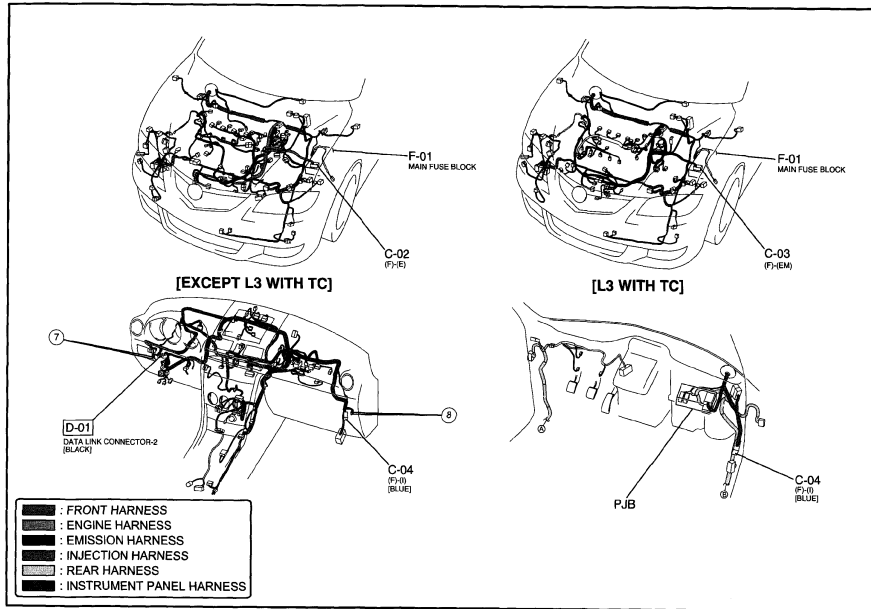 F-01
MAIN FUSE BLOCK
C-02
(F)-(E)
[EXCEPT L3 WITH TC]
F-01
MAIN FUSE BLOCK
C-03
(F)-(EM)
[L3 WITH TC]
7
D-01
DATA LINK CONNECTOR-2
[BLACK]
8
C-04
(F)-(I)
[BLUE]
A
PJB
C-04
(F)-(I)
[BLUE]
B
: FRONT HARNESS
: ENGINE HARNESS
: EMISSION HARNESS
: INJECTION HARNESS
: REAR HARNESS
: INSTRUMENT PANEL HARNESS